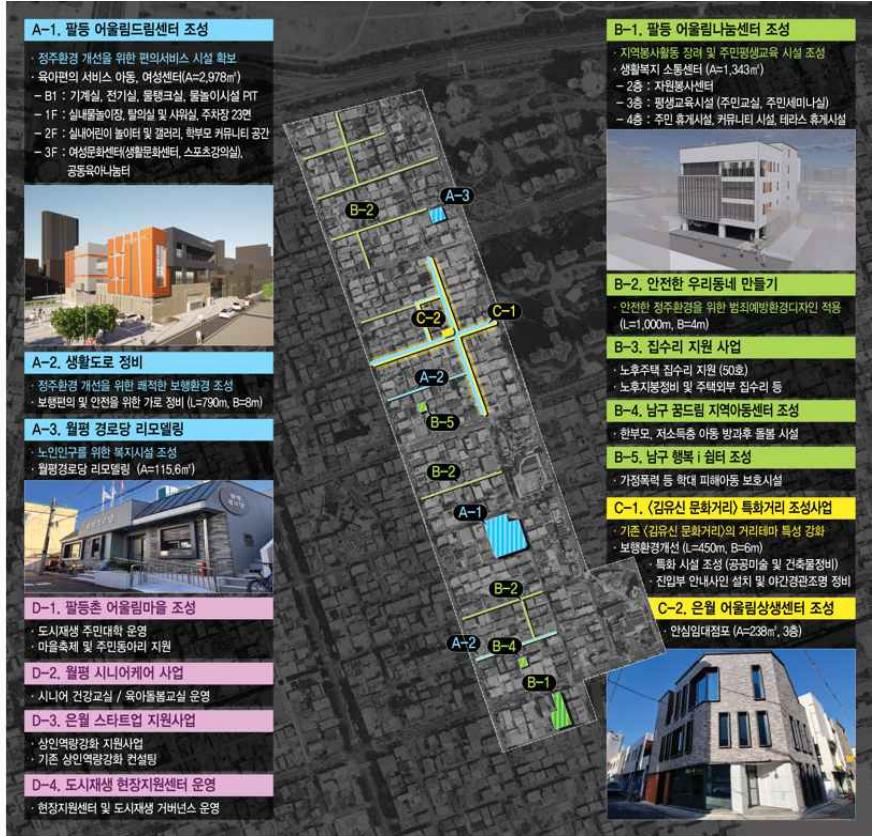 A-1. 팔등 어울림드림센터 조성
· 정주환경 개선을 위한 편의서비스 시설 확보
· 육아편의 서비스 아동, 여성센터(A=2,978㎡)
- B1 : 기계실, 전기실, 물탱크실, 물놀이시설 PIT
- 1F : 실내물놀이장, 탈의실 및 샤워실, 주차장 23면
- 2F : 실내어린이 놀이터 및 갤러리, 학부모 커뮤니티 공간
- 3F : 여성문화센터(생활문화센터, 스포츠강의실),
공동육아나눔터
A-2. 생활도로 정비
· 정주환경 개선을 위한 쾌적한 보행환경 조성
· 보행편의 및 안전을 위한 가로 정비 (L=790m, B=8m)
A-3. 월평 경로당 리모델링
· 노인인구를 위한 복지시설 조성
· 월평경로당 리모델링 (A=115.6㎡)
D-1. 팔등촌 어울림마을 조성
· 도시재생 주민대학 운영
· 마을축제 및 주민동아리 지원
D-2. 월평 시니어케어 사업
· 시니어 건강교실 / 육아돌봄교실 운영
D-3. 은월 스타트업 지원사업
· 상인역량강화 지원사업
· 기존 상인역량강화 컨설팅
D-4. 도시재생 현장지원센터 운영
· 현장지원센터 및 도시재생 거버넌스 운영
A-3
B-2
C-1
C-2
A-2
B-5
B-2
A-1
B-2
A-2
B-4
B-1
B-1. 팔등 어울림나눔센터 조성
· 지역봉사활동 장려 및 주민평생교육 시설 조성
· 생활복지 소통센터 (A=1,343㎡)
- 2층 : 자원봉사센터
- 3층 : 평생교육시설 (주민교실, 주민세미나실)
- 4층 : 주민 휴게시설, 커뮤니티 시설, 테라스 휴게시설
B-2. 안전한 우리동네 만들기
· 안전한 정주환경을 위한 범죄예방환경디자인 적용
(L=1,000m, B=4m)
B-3. 집수리 지원 사업
· 노후주택 집수리 지원 (50호)
· 노후지붕정비 및 주택외부 집수리 등
B-4. 남구 꿈드림 지역아동센터 조성
· 한부모, 저소득층 아동 방과후 돌봄 시설
B-5. 남구 행복 i 쉼터 조성
· 가정폭력 등 학대 피해아동 보호시설
C-1. <김유신 문화거리> 특화거리 조성사업
· 기존 <김유신 문화거리>의 거리테마 특성 강화
· 보행환경개선 (L=450m, B=6m)
· 특화 시설 조성 (공공미술 및 건축물정비)
· 진입부 안내사인 설치 및 야간경관조명 정비
C-2. 은월 어울림상생센터 조성
· 안심임대점포 (A=238㎡, 3층)